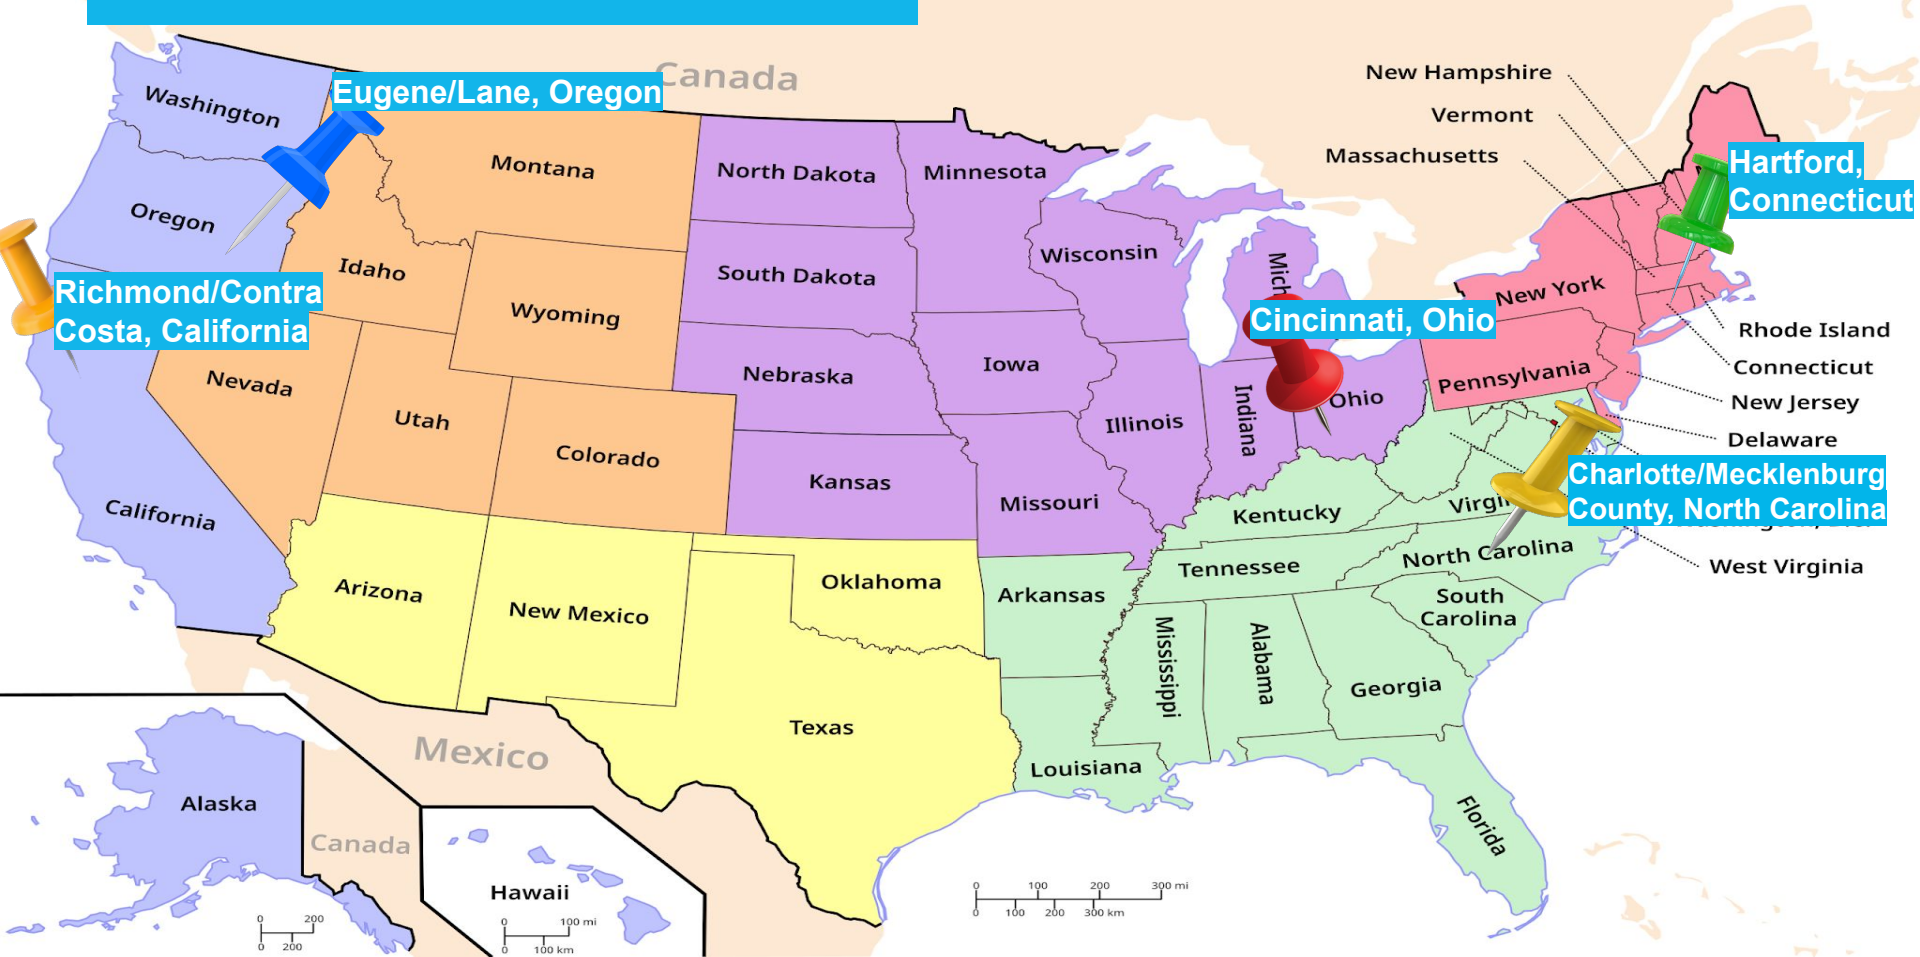 Canada
Washington
Eugene/Lane, Oregon
Montana
North Dakota
Minnesota
New Hampshire
Vermont
Massachusetts
Hartford,
Connecticut
Oregon
Idaho
Wyoming
South Dakota
Wisconsin
Mich
New York
Richmond/Contra
Costa, California
Cincinnati, Ohio
Rhode Island
Connecticut
New Jersey
Delaware
Pennsylvania
Nevada
Utah
Colorado
Nebraska
Iowa
Illinois
Indiana
Ohio
Kansas
Missouri
Kentucky
Virgi
Charlotte/Mecklenburg
County, North Carolina
West Virginia
California
Arizona
New Mexico
Oklahoma
Arkansas
Tennessee
North Carolina
South
Carolina
Mississippi
Alabama
Georgia
Texas
Louisiana
Florida
Mexico
Alaska
Canada
Hawaii
0 200
0 200
0 100 mi
0 100 km
0 100 200 300 mi
0 100 200 300 km